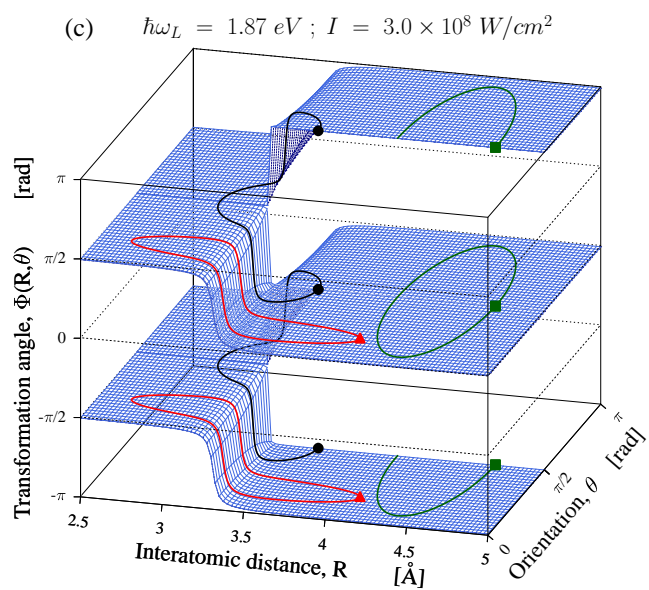 (c) ℏω_L = 1.87 eV ; I = 3.0 × 10^8 W/cm^2
Transformation angle, Φ(R,θ) [rad]
π
π/2
0
-π/2
-π
2.5
3
3.5
4
4.5
5
Interatomic distance, R [Å]
0
π/2
π
Orientation, θ [rad]